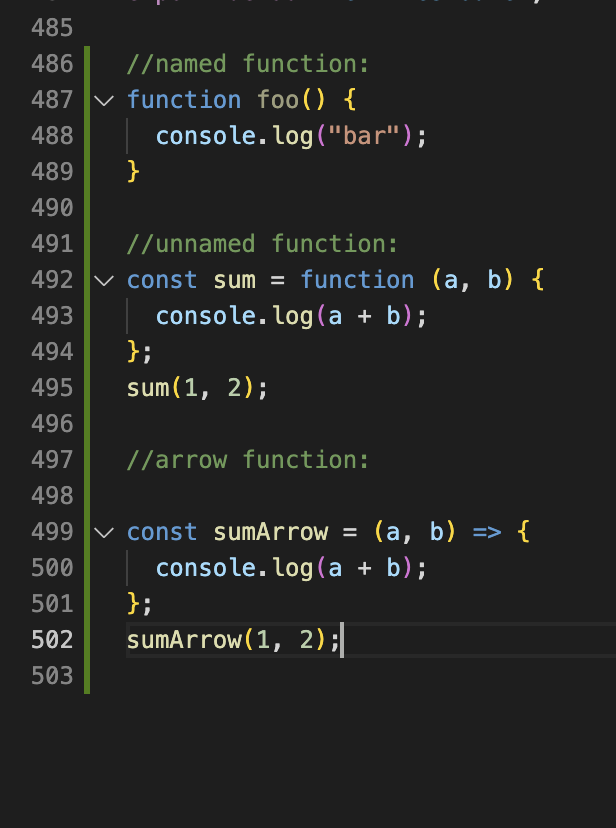 485
486 //named function:
487 function foo() {
488   console.log("bar");
489 }
490
491 //unnamed function:
492 const sum = function (a, b) {
493   console.log(a + b);
494 };
495 sum(1, 2);
496
497 //arrow function:
498
499 const sumArrow = (a, b) => {
500   console.log(a + b);
501 };
502 sumArrow(1, 2);
503